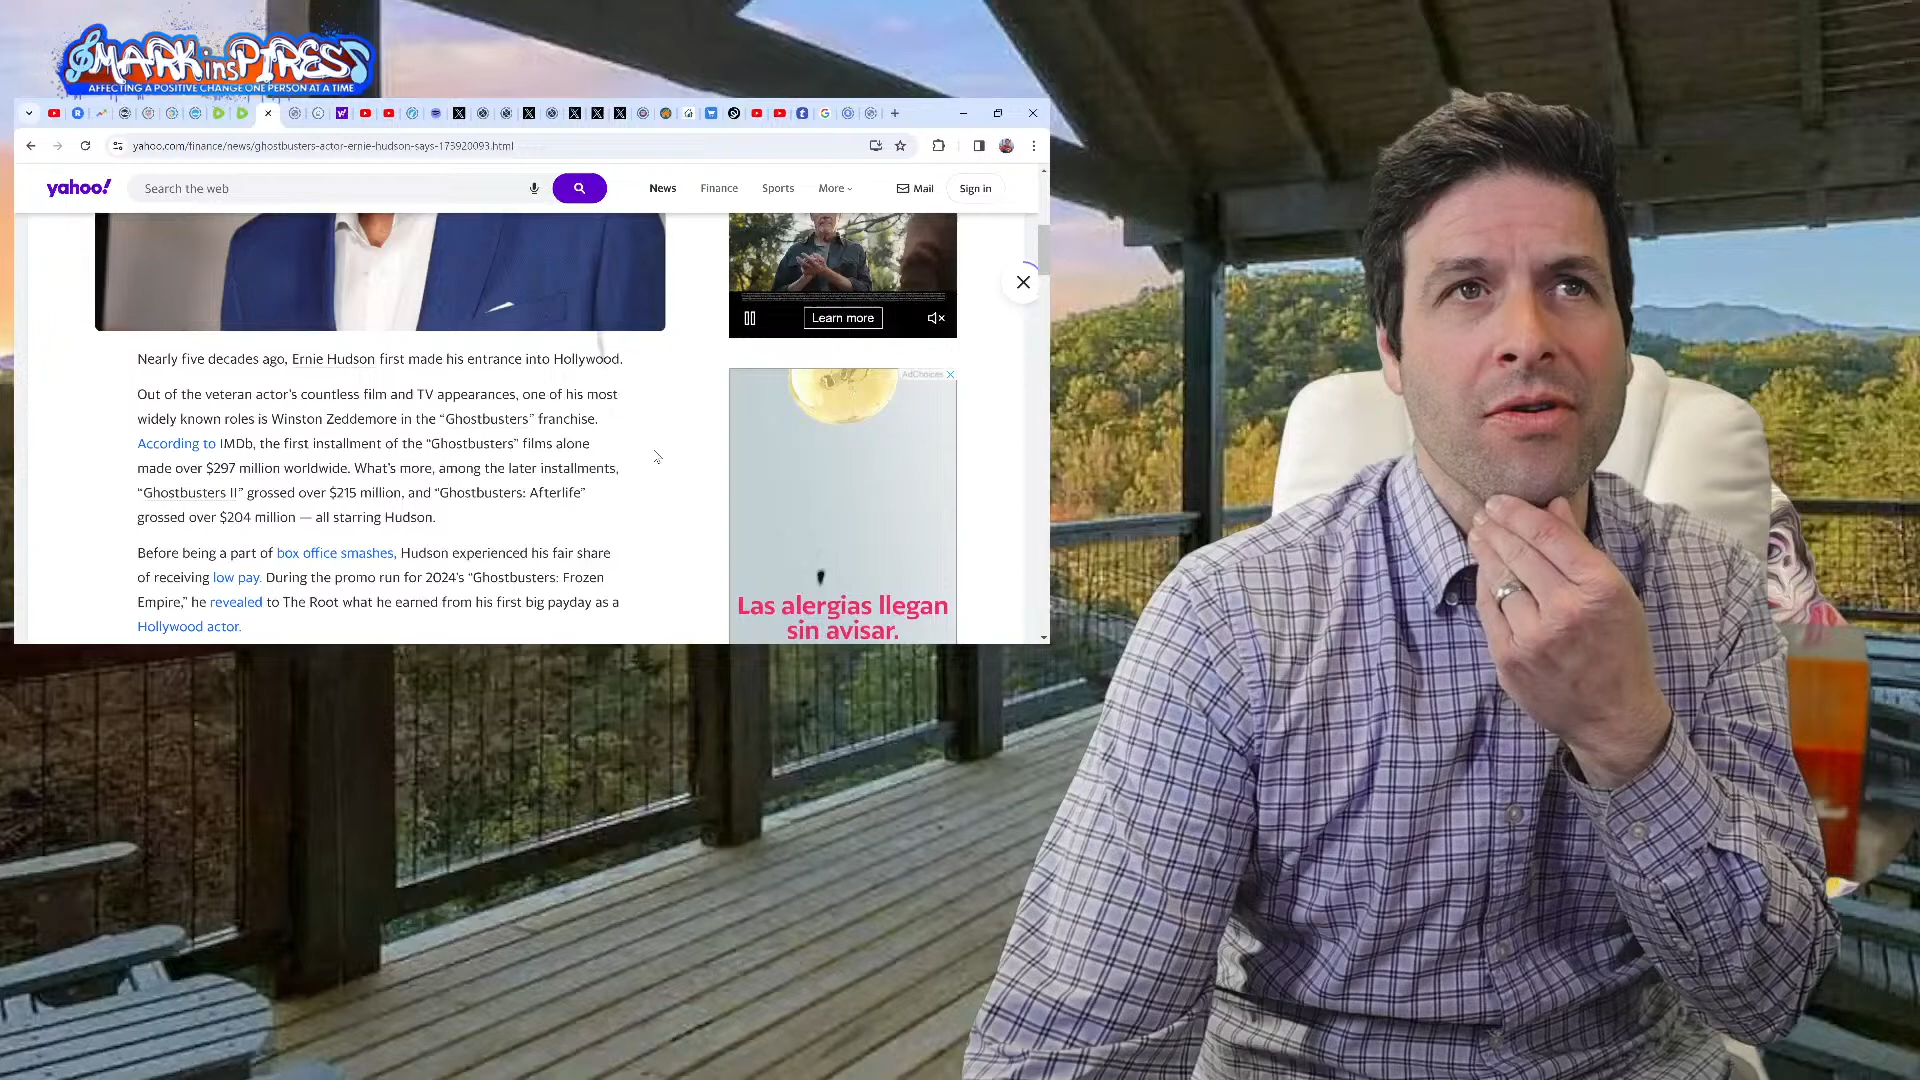 MARK insPIRES
AFFECTING A POSITIVE CHANGE ONE PERSON AT A TIME
yahoo.com/finance/news/ghostbusters-actor-ernie-hudson-says-175920093.html
yahoo!
Search the web
News
Finance
Sports
More
Mail
Sign in
Learn more
Nearly five decades ago, Ernie Hudson first made his entrance into Hollywood.
Out of the veteran actor's countless film and TV appearances, one of his most
widely known roles is Winston Zeddemore in the “Ghostbusters” franchise.
According to IMDb, the first installment of the “Ghostbusters” films alone
made over $297 million worldwide. What's more, among the later installments,
“Ghostbusters II” grossed over $215 million, and “Ghostbusters: Afterlife”
grossed over $204 million — all starring Hudson.
Before being a part of box office smashes, Hudson experienced his fair share
of receiving low pay. During the promo run for 2024's “Ghostbusters: Frozen
Empire,” he revealed to The Root what he earned from his first big payday as a
Hollywood actor.
AdChoices
Las alergias llegan
sin avisar.